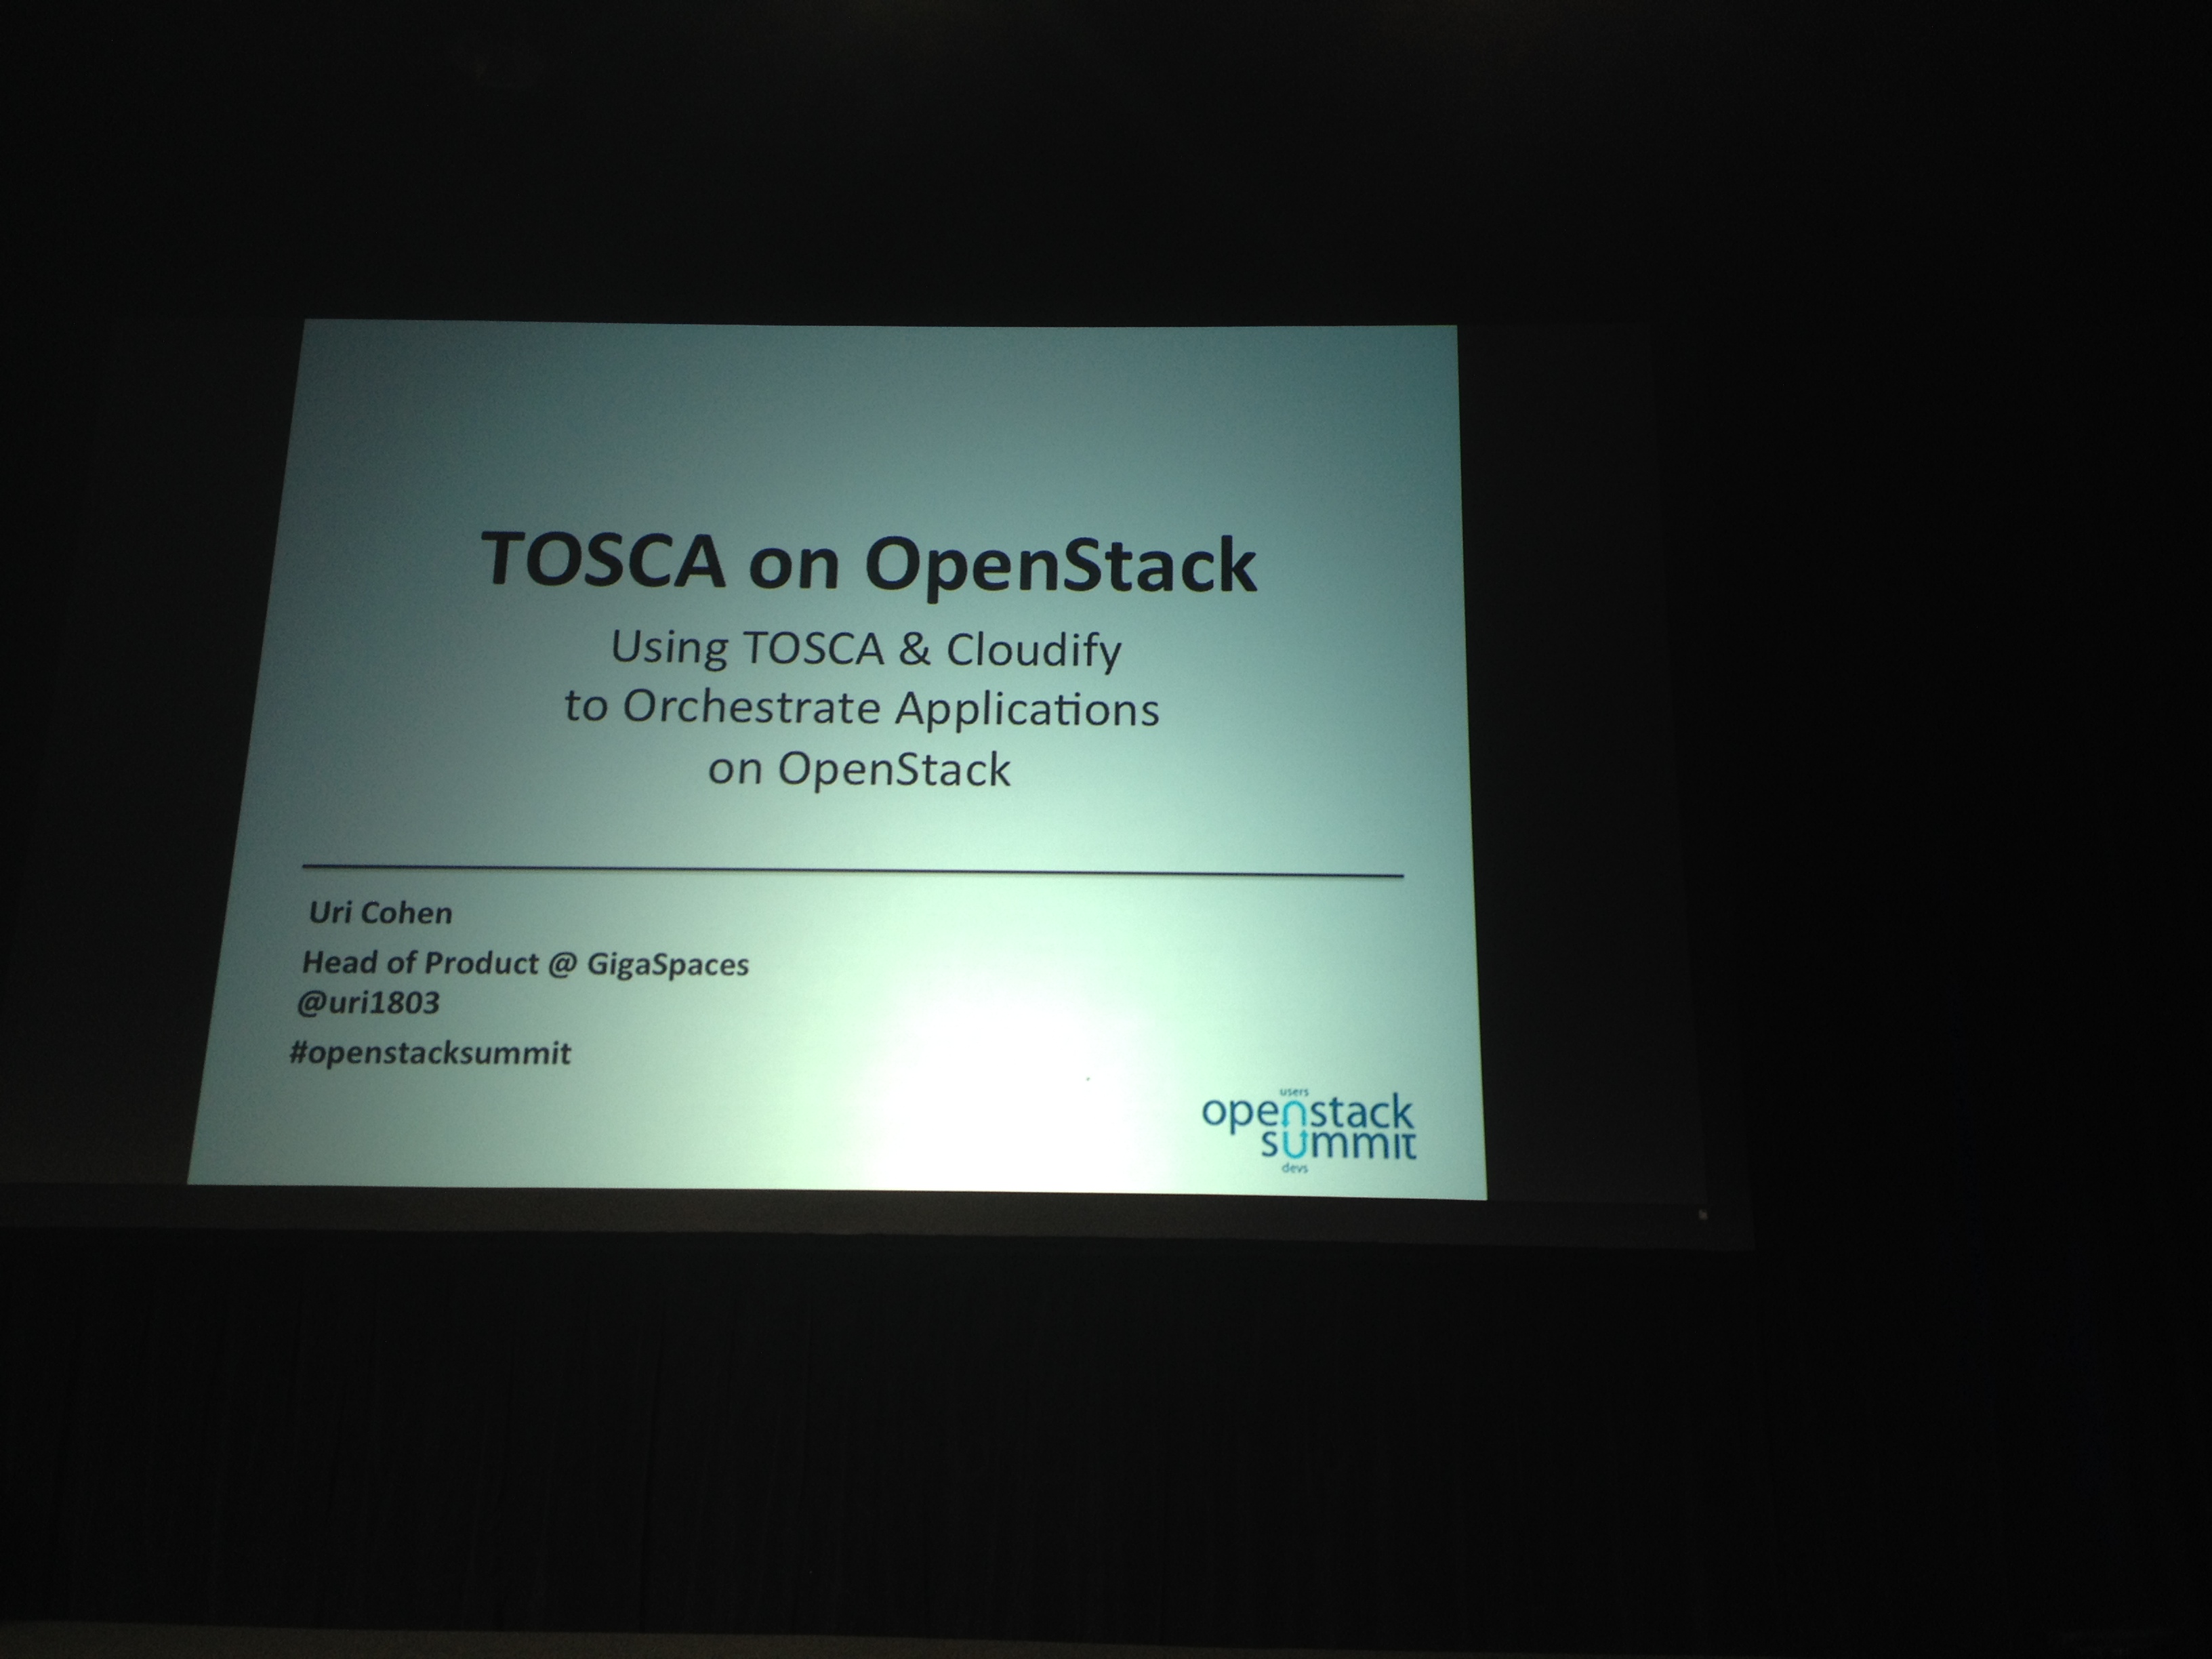 TOSCA on OpenStack
Using TOSCA & Cloudify
to Orchestrate Applications
on OpenStack
Uri Cohen
Head of Product @ GigaSpaces
@uri1803
#openstacksummit
users
openstack
summit
devs